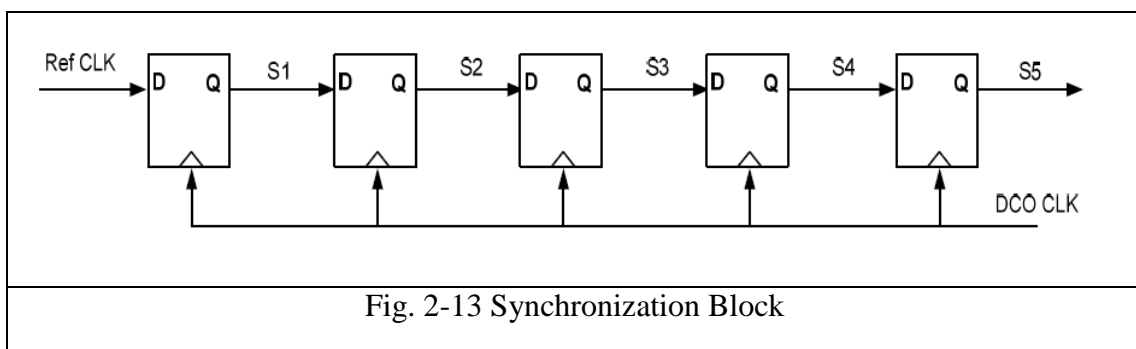 Ref CLK
S1 S2 S3 S4 S5
D Q D Q D Q D Q D Q
DCO CLK
Fig. 2-13 Synchronization Block